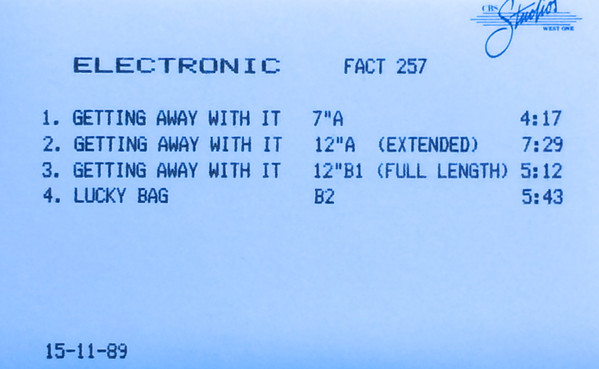 CBS
Studios
WEST ONE
ELECTRONIC FACT 257
1. GETTING AWAY WITH IT 7"A 4:17
2. GETTING AWAY WITH IT 12"A (EXTENDED) 7:29
3. GETTING AWAY WITH IT 12"B1 (FULL LENGTH) 5:12
4. LUCKY BAG B2 5:43
15-11-89